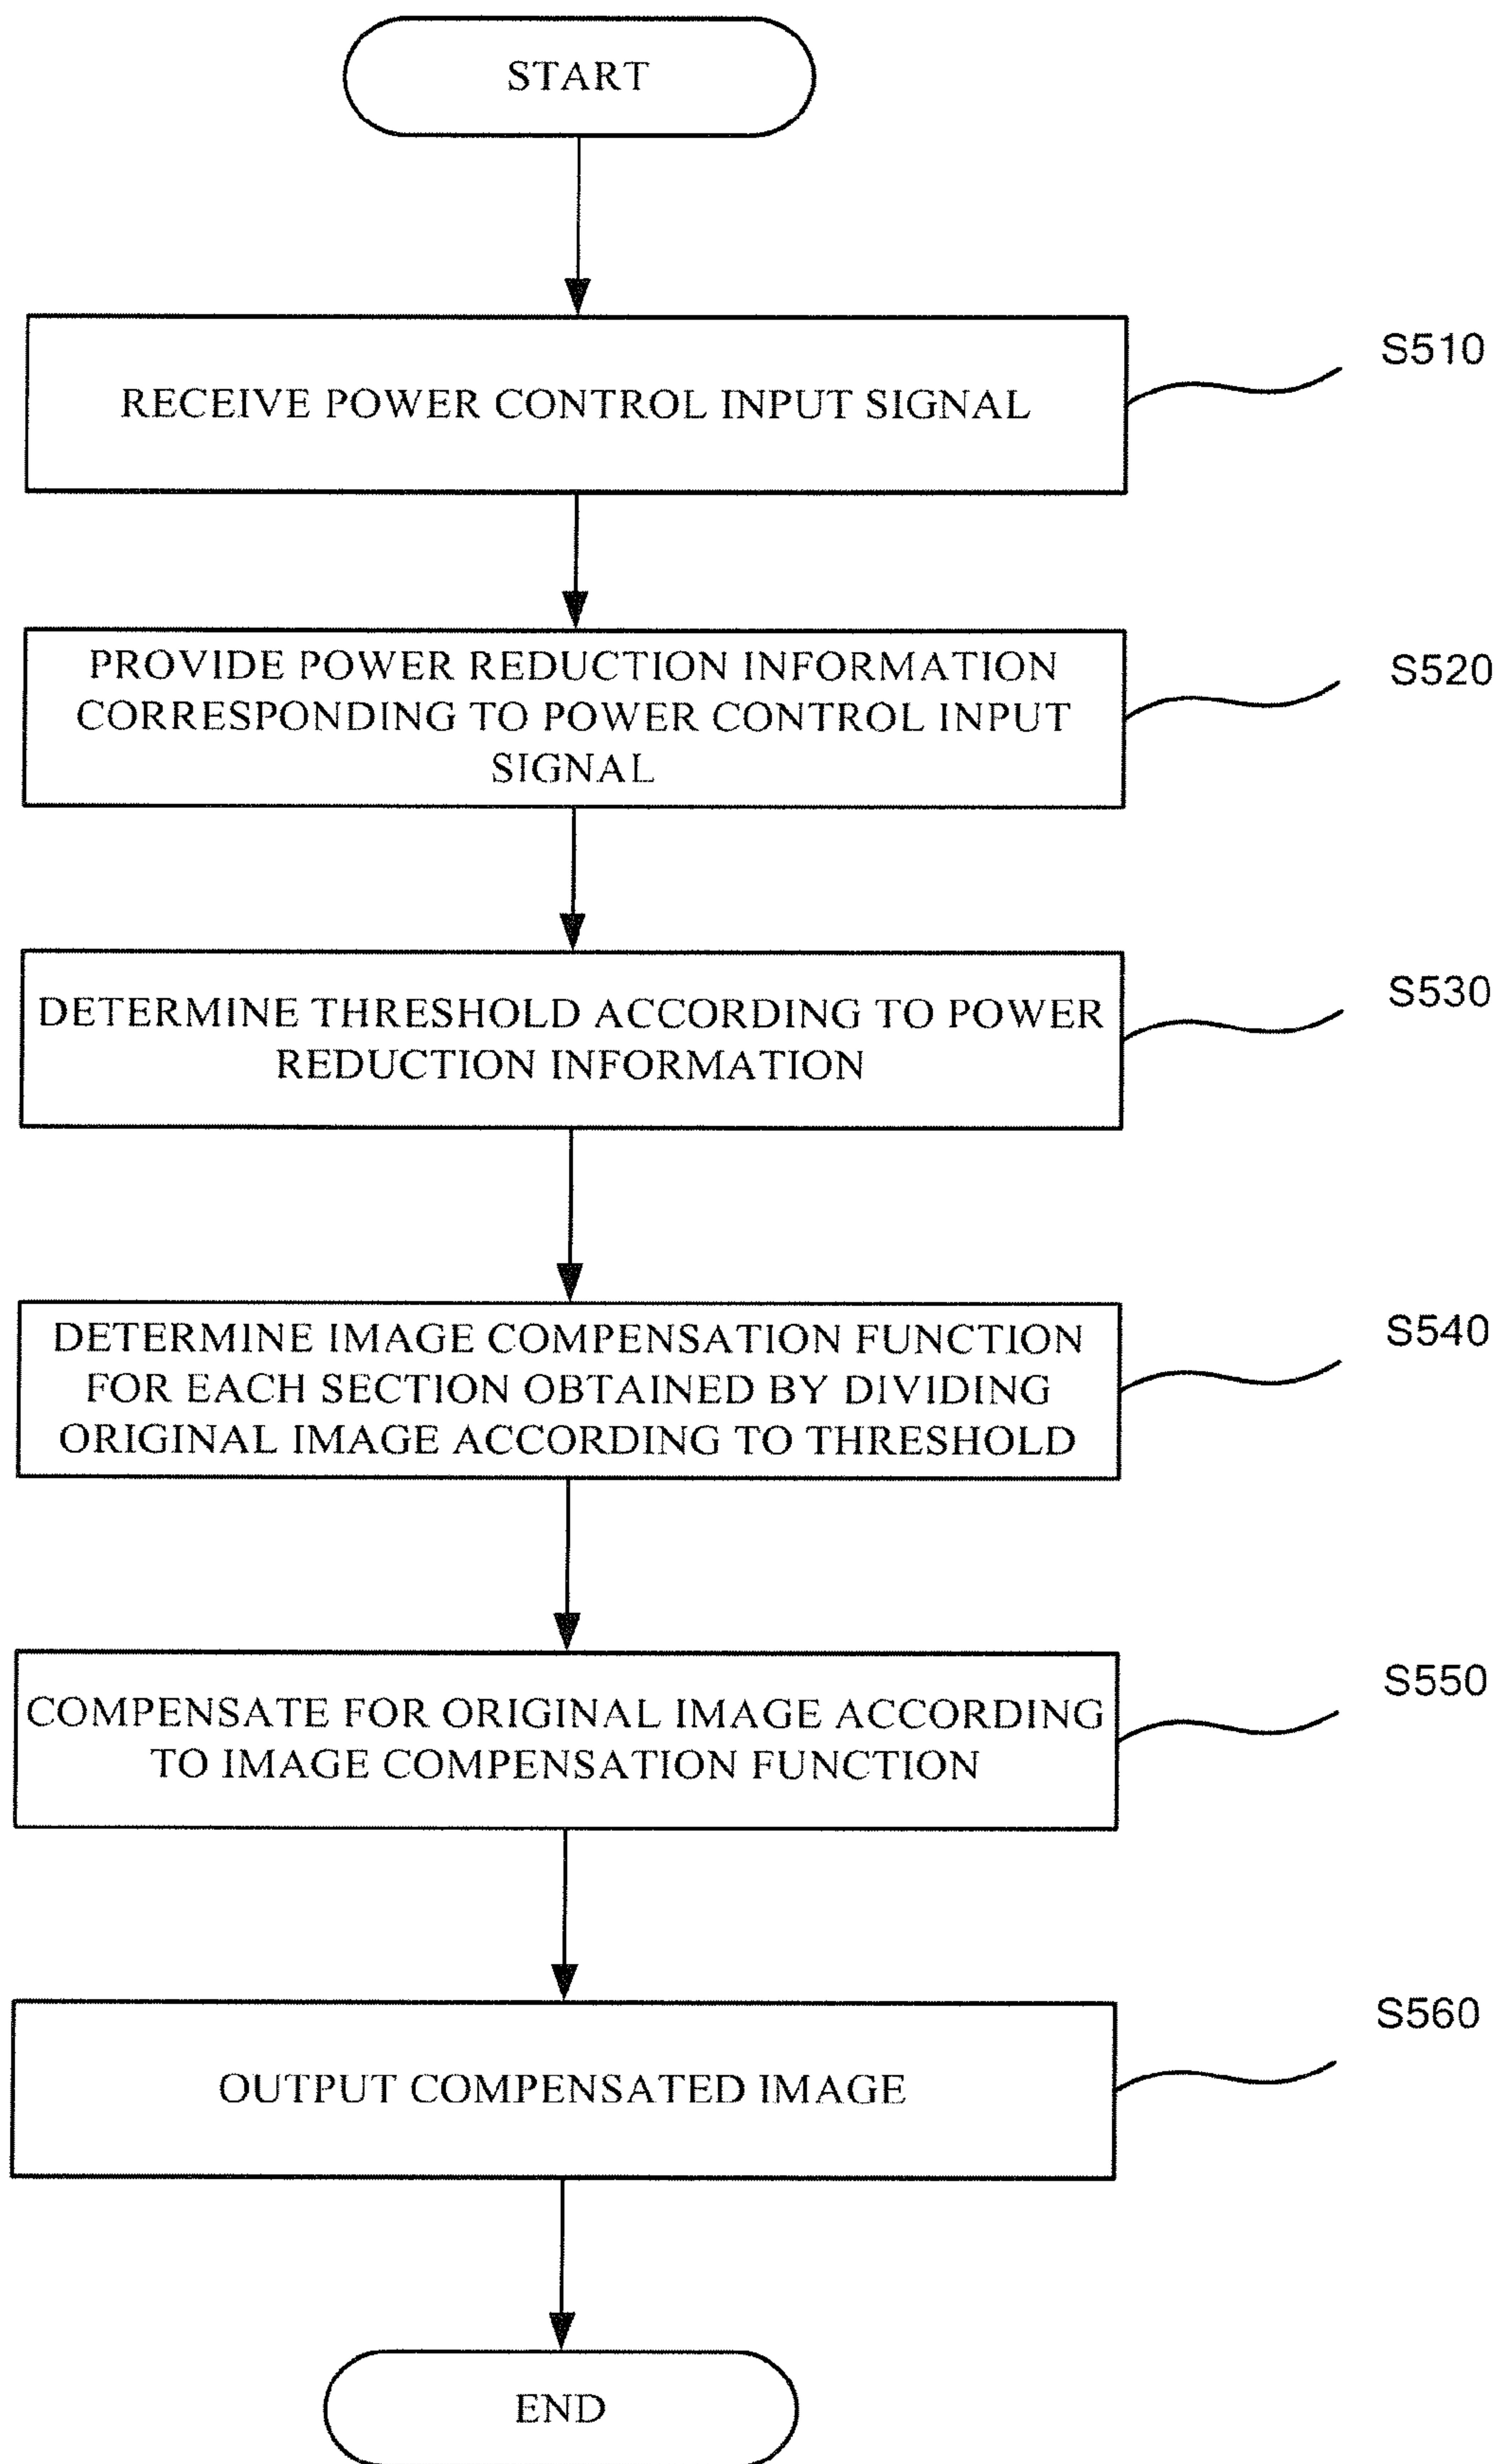 START
RECEIVE POWER CONTROL INPUT SIGNAL
S510
PROVIDE POWER REDUCTION INFORMATION
CORRESPONDING TO POWER CONTROL INPUT
SIGNAL
S520
DETERMINE THRESHOLD ACCORDING TO POWER
REDUCTION INFORMATION
S530
DETERMINE IMAGE COMPENSATION FUNCTION
FOR EACH SECTION OBTAINED BY DIVIDING
ORIGINAL IMAGE ACCORDING TO THRESHOLD
S540
COMPENSATE FOR ORIGINAL IMAGE ACCORDING
TO IMAGE COMPENSATION FUNCTION
S550
OUTPUT COMPENSATED IMAGE
S560
END